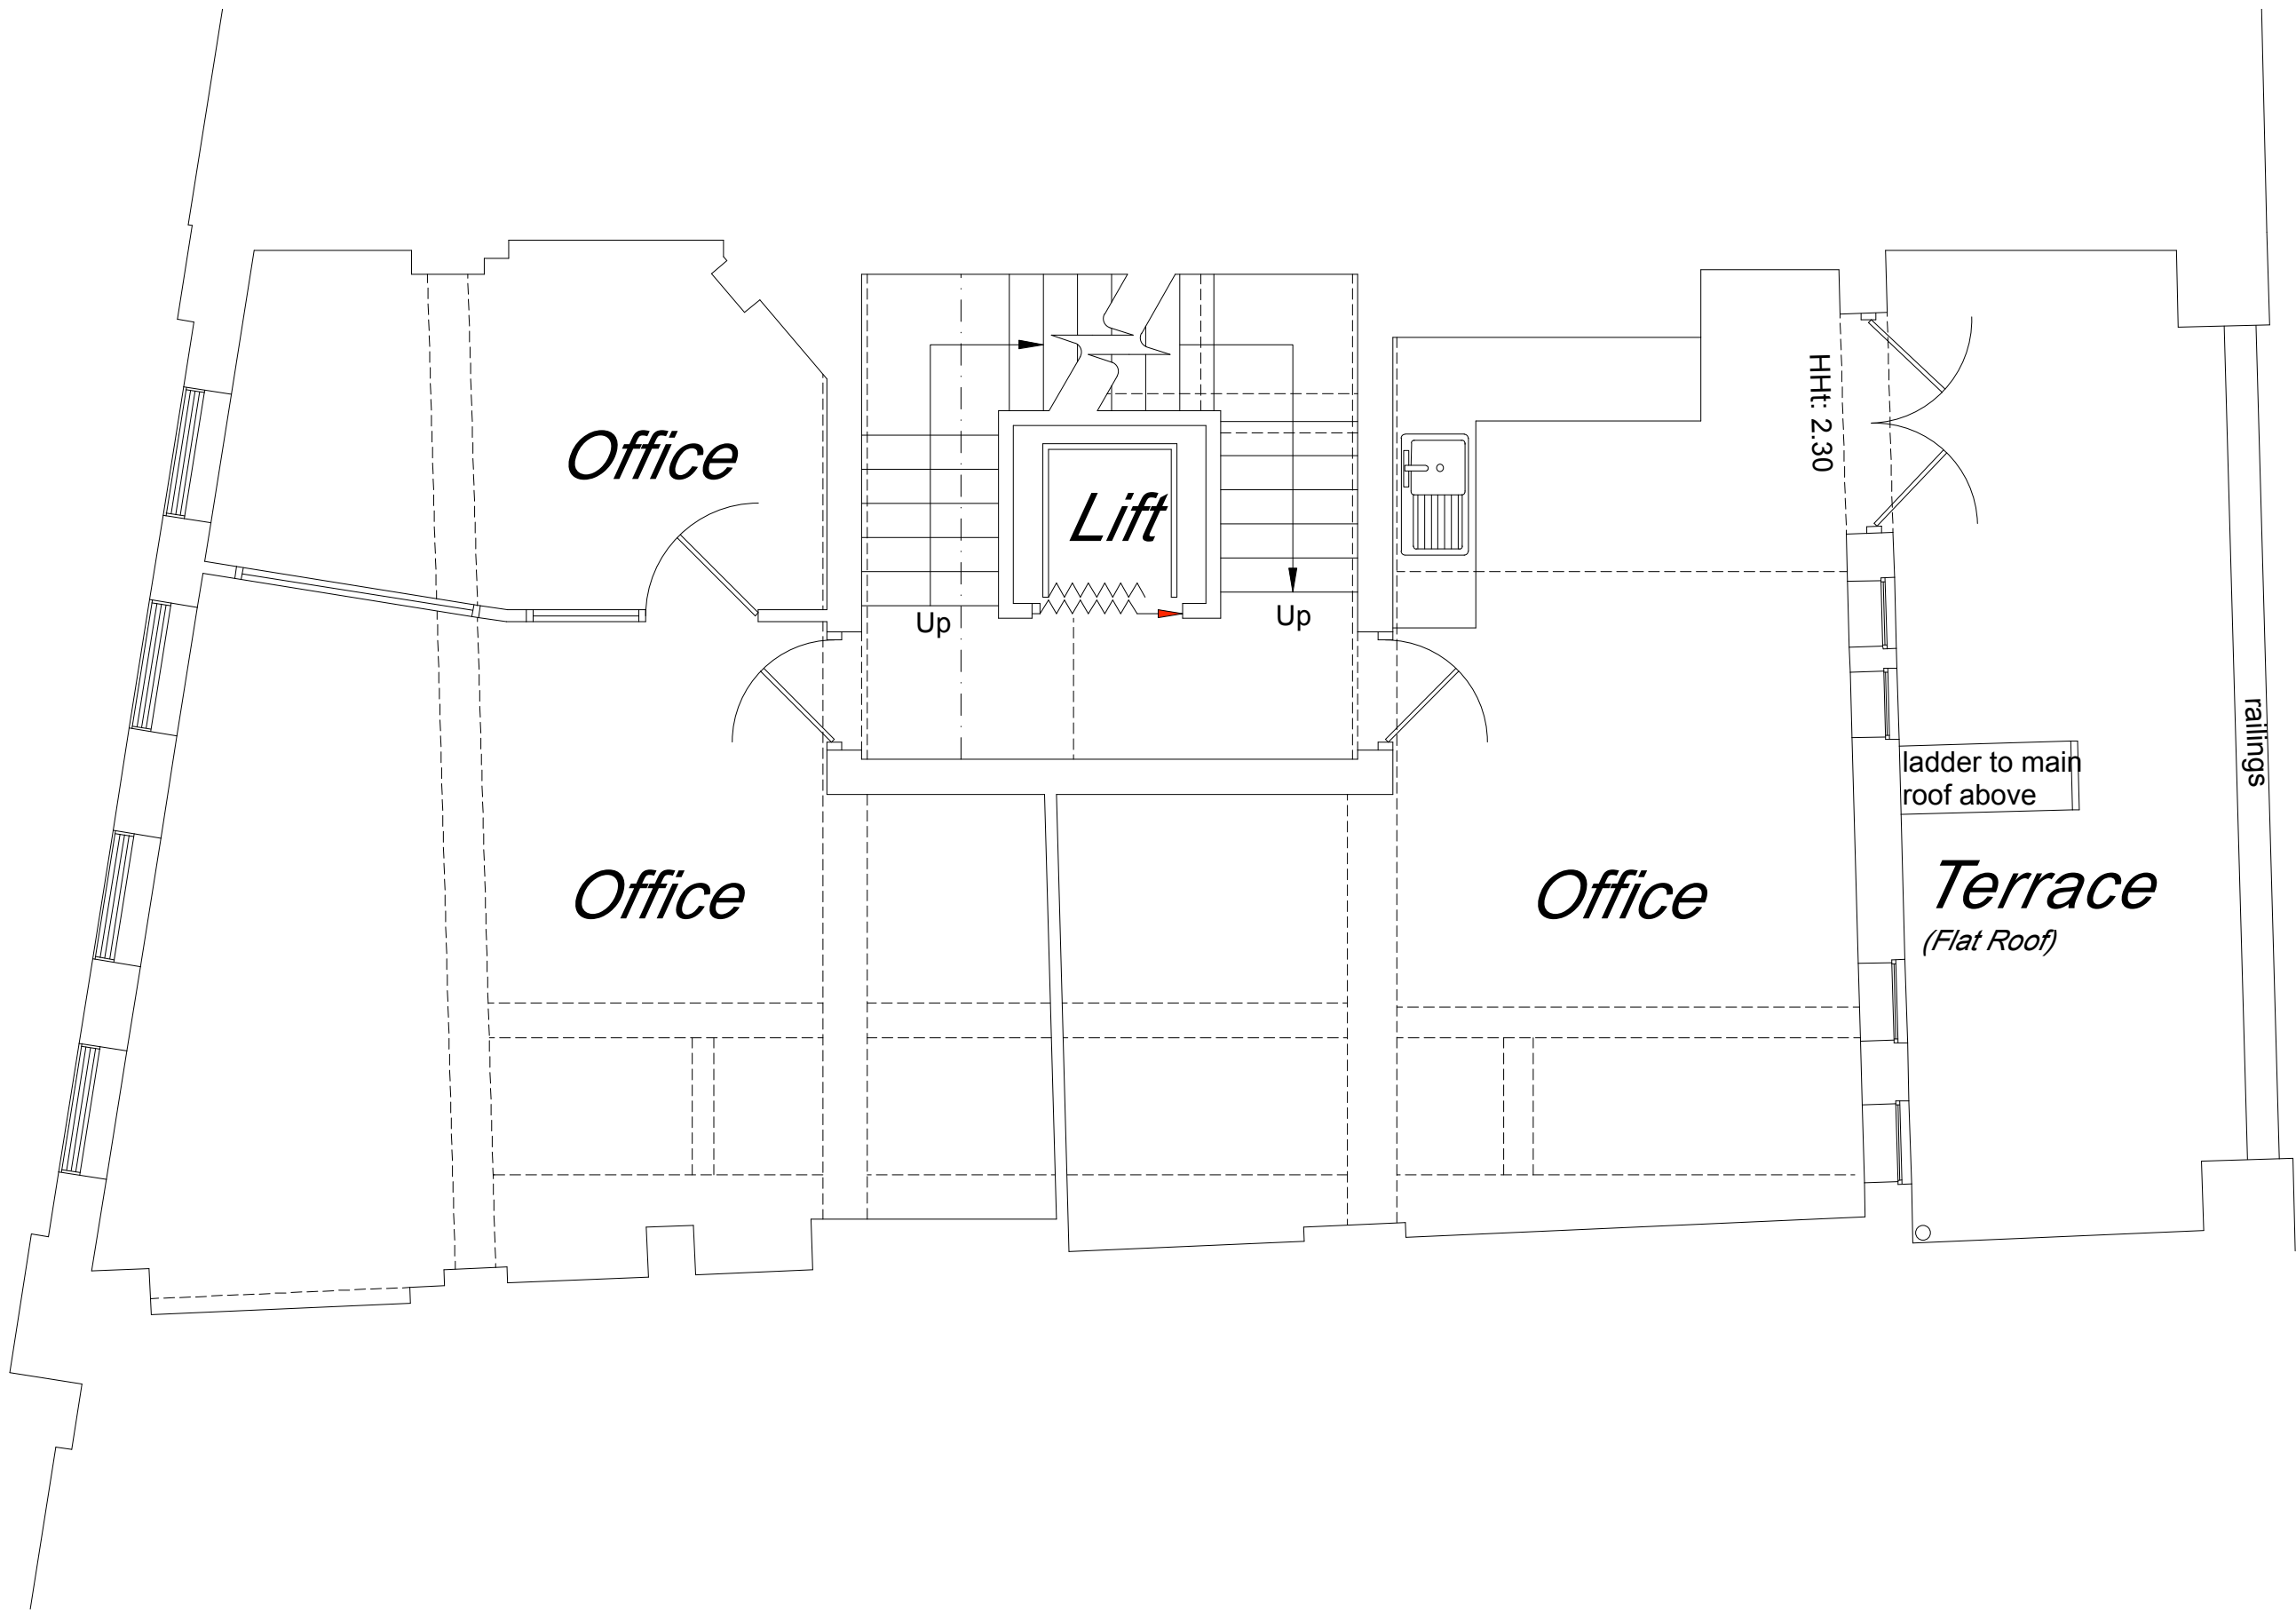 Office
Lift
HHt: 2.30
Up
Up
railings
ladder to main
roof above
Office
Office
Terrace
(Flat Roof)